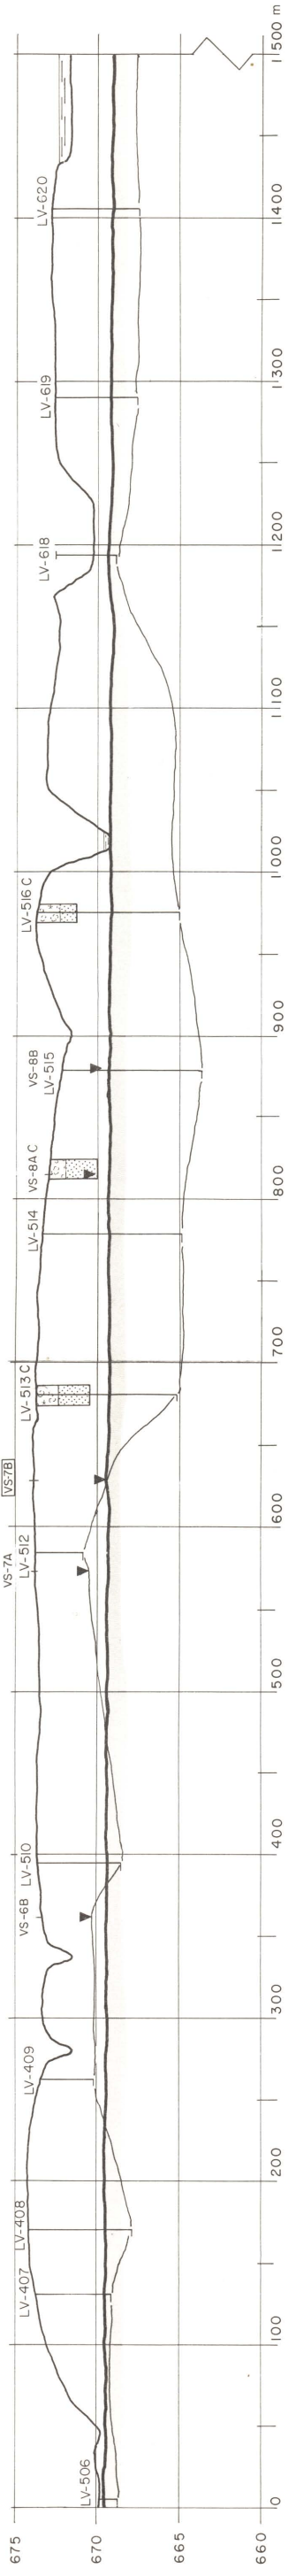 675
670
665
660
LV-506
LV-407
LV-408
LV-409
VS-6B
LV-510
VS-7A
LV-512
VS-7B
LV-513 C
LV-514
VS-8A C
VS-8B
LV-515
LV-516 C
LV-618
LV-619
LV-620
0
100
200
300
400
500
600
700
800
900
1000
1100
1200
1300
1400
1500 m